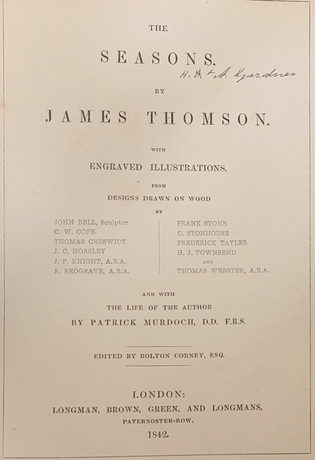 THE
SEASONS.
H. D. & A. Gardner
BY
JAMES THOMSON.
WITH
ENGRAVED ILLUSTRATIONS,
FROM
DESIGNS DRAWN ON WOOD
BY
JOHN BELL, Sculptor
C. W. COPE
THOMAS CRESWICK
J. C. HORSLEY
J. P. KNIGHT, A.R.A.
R. REDGRAVE, A.R.A.
FRANK STONE
C. STONHOUSE
FREDERICK TAYLER
H. J. TOWNSEND
AND
THOMAS WEBSTER, A.R.A.
AND WITH
THE LIFE OF THE AUTHOR
BY PATRICK MURDOCH, D.D. F.R.S.
EDITED BY BOLTON CORNEY, ESQ.
LONDON:
LONGMAN, BROWN, GREEN, AND LONGMANS,
PATERNOSTER-ROW.
1842.